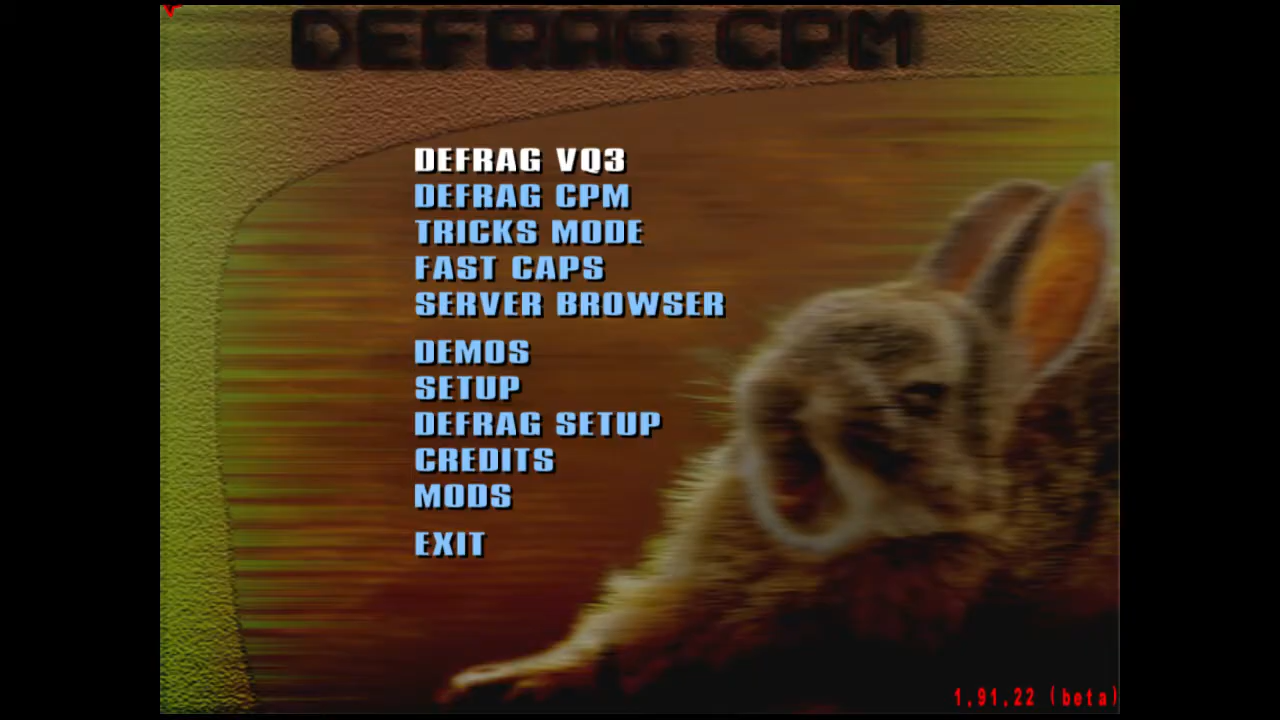 DEFRAG CPM
DEFRAG VQ3
DEFRAG CPM
TRICKS MODE
FAST CAPS
SERVER BROWSER
DEMOS
SETUP
DEFRAG SETUP
CREDITS
MODS
EXIT
1.91.22 (beta)